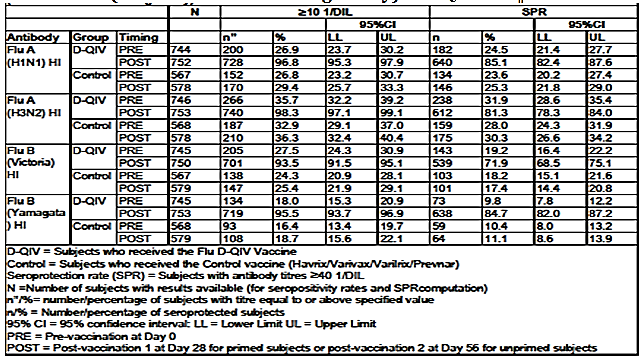 N ≥10 1/DIL SPR
95%CI 95%CI
Antibody Group Timing n" % LL UL n % LL UL
Flu A (H1N1) HI D-QIV PRE 744 200 26.9 23.7 30.2 182 24.5 21.4 27.7
POST 752 728 96.8 95.3 97.9 640 85.1 82.4 87.6
Control PRE 567 152 26.8 23.2 30.7 134 23.6 20.2 27.4
POST 578 170 29.4 25.7 33.3 146 25.3 21.8 29.0
Flu A (H3N2) HI D-QIV PRE 746 266 35.7 32.2 39.2 238 31.9 28.6 35.4
POST 753 740 98.3 97.1 99.1 612 81.3 78.3 84.0
Control PRE 568 187 32.9 29.1 37.0 159 28.0 24.3 31.9
POST 578 210 36.3 32.4 40.4 175 30.3 26.6 34.2
Flu B (Victoria) HI D-QIV PRE 745 205 27.5 24.3 30.9 143 19.2 16.4 22.2
POST 750 701 93.5 91.5 95.1 539 71.9 68.5 75.1
Control PRE 567 138 24.3 20.9 28.1 103 18.2 15.1 21.6
POST 579 147 25.4 21.9 29.1 101 17.4 14.4 20.8
Flu B (Yamagata ) HI D-QIV PRE 745 134 18.0 15.3 20.9 73 9.8 7.8 12.2
POST 753 719 95.5 93.7 96.9 638 84.7 82.0 87.2
Control PRE 568 93 16.4 13.4 19.7 59 10.4 8.0 13.2
POST 579 108 18.7 15.6 22.1 64 11.1 8.6 13.9
D-QIV = Subjects who received the Flu D-QIV Vaccine
Control = Subjects who received the Control vaccine (Havrix/Varivax/Varilrix/Prevnar)
Seroprotection rate (SPR) = Subjects with antibody titres ≥40 1/DIL
N =Number of subjects with results available (for seropositivity rates and SPRcomputation)
n"/%= number/percentage of subjects with titre equal to or above specified value
n/% = Number/percentage of seroprotected subjects
95% CI = 95% confidence interval: LL = Lower Limit UL = Upper Limit
PRE = Pre-vaccination at Day 0
POST = Post-vaccination 1 at Day 28 for primed subjects or post-vaccination 2 at Day 56 for unprimed subjects